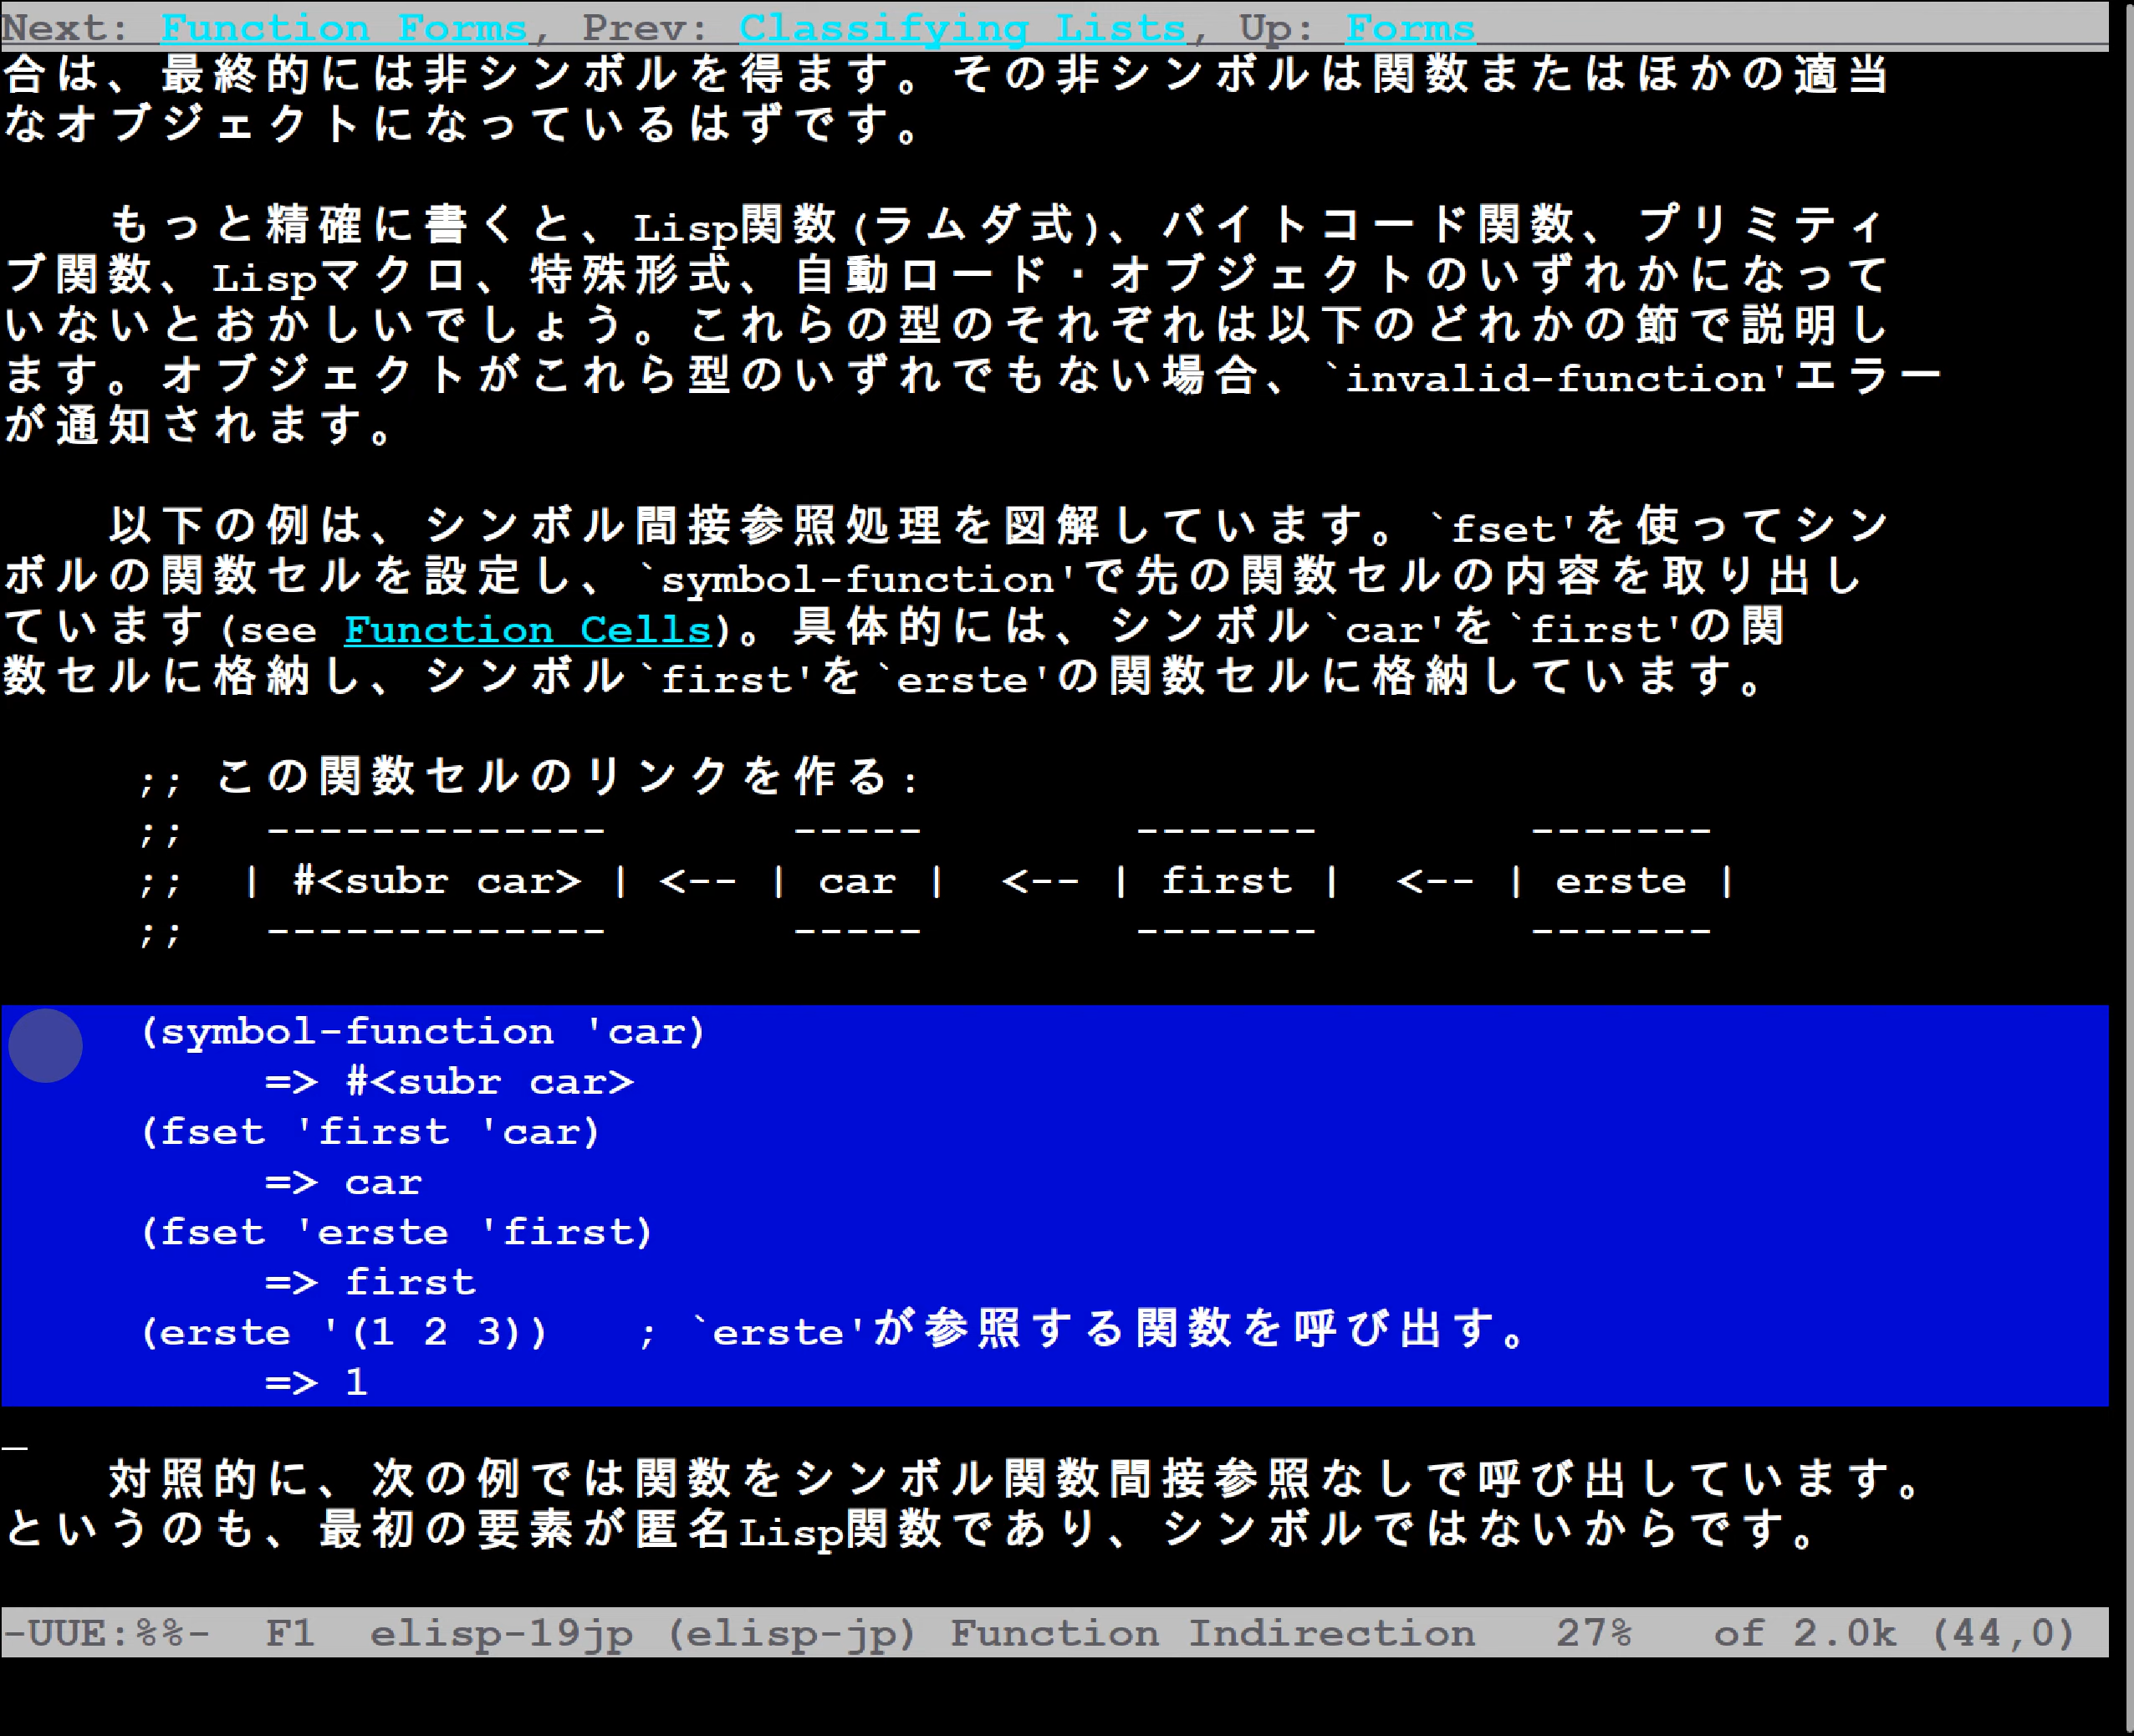 Next: Function Forms, Prev: Classifying Lists, Up: Forms
合は、最終的には非シンボルを得ます。その非シンボルは関数またはほかの適当
なオブジェクトになっているはずです。
もっと精確に書くと、Lisp関数(ラムダ式)、バイトコード関数、プリミティ
ブ関数、Lispマクロ、特殊形式、自動ロード・オブジェクトのいずれかになって
いないとおかしいでしょう。これらの型のそれぞれは以下のどれかの節で説明し
ます。オブジェクトがこれら型のいずれでもない場合、`invalid-function'エラー
が通知されます。
以下の例は、シンボル間接参照処理を図解しています。`fset'を使ってシン
ボルの関数セルを設定し、`symbol-function'で先の関数セルの内容を取り出し
ています(see Function Cells)。具体的には、シンボル`car'を`first'の関
数セルに格納し、シンボル`first'を`erste'の関数セルに格納しています。
;; この関数セルのリンクを作る:
;;   -------------       -----        -------        -------
;;  | #<subr car> | <-- | car |  <-- | first |  <-- | erste |
;;   -------------       -----        -------        -------
(symbol-function 'car)
=> #<subr car>
(fset 'first 'car)
=> car
(fset 'erste 'first)
=> first
(erste '(1 2 3))   ; `erste'が参照する関数を呼び出す。
=> 1
対照的に、次の例では関数をシンボル関数間接参照なしで呼び出しています。
というのも、最初の要素が匿名Lisp関数であり、シンボルではないからです。
-UUE:%%-  F1  elisp-19jp (elisp-jp) Function Indirection   27%   of 2.0k (44,0)